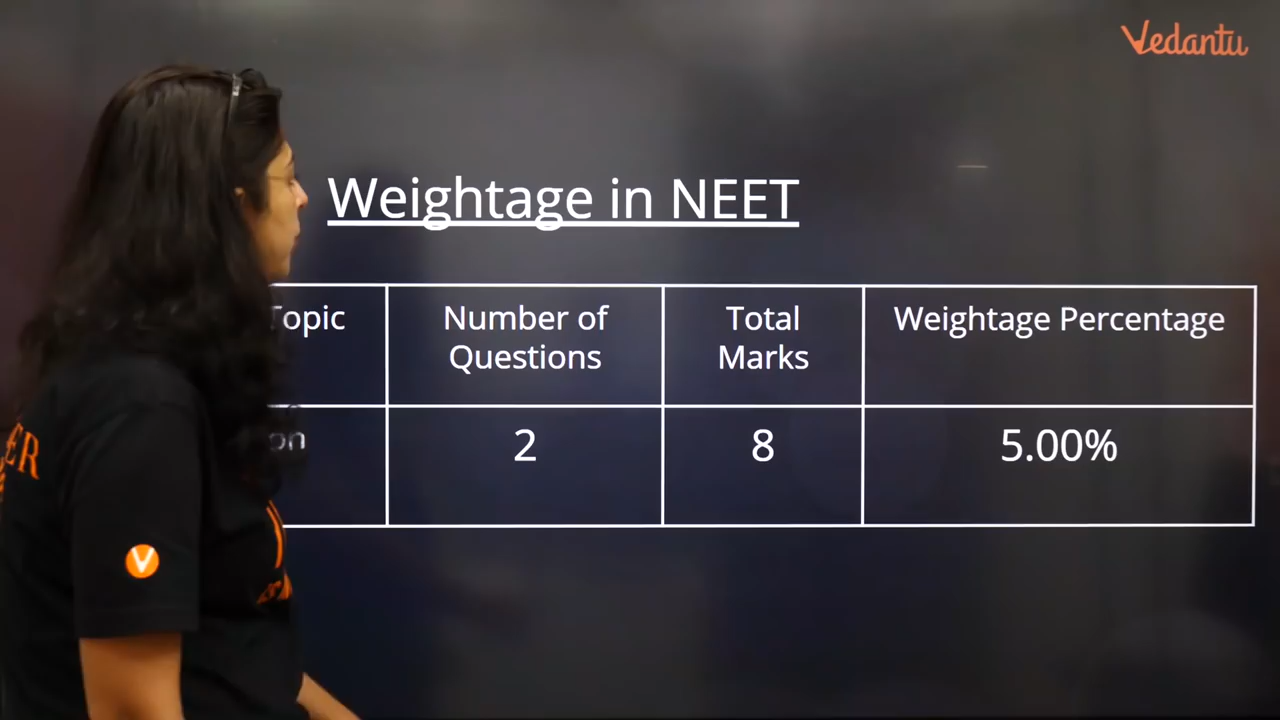 Vedantu
Weightage in NEET
Topic
Number of
Questions
Total
Marks
Weightage Percentage
2
8
5.00%
V